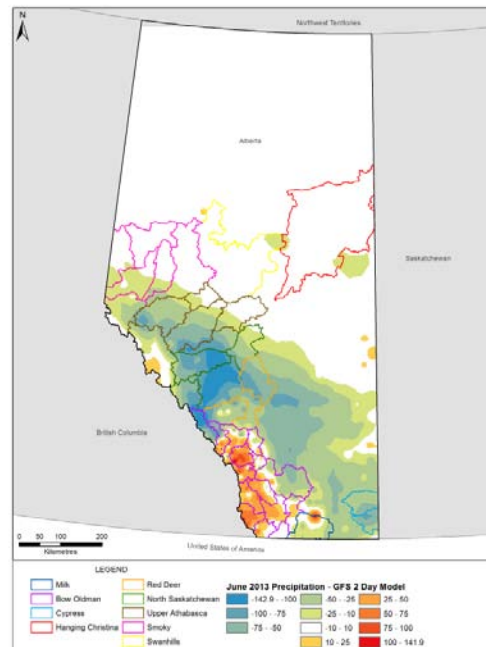 N
Northwest Territories
Alberta
Saskatchewan
British Columbia
United States of America
0 50 100 200
Kilometres
LEGEND
Milk
Bow Oldman
Cypress
Hanging Christina
Red Deer
North Saskatchewan
Upper Athabasca
Smoky
Swanhills
June 2013 Precipitation - GFS 2 Day Model
-142.9 - -100
-100 - -75
-75 - -50
-50 - -25
-25 - -10
-10 - 10
10 - 25
25 - 50
50 - 75
75 - 100
100 - 141.9